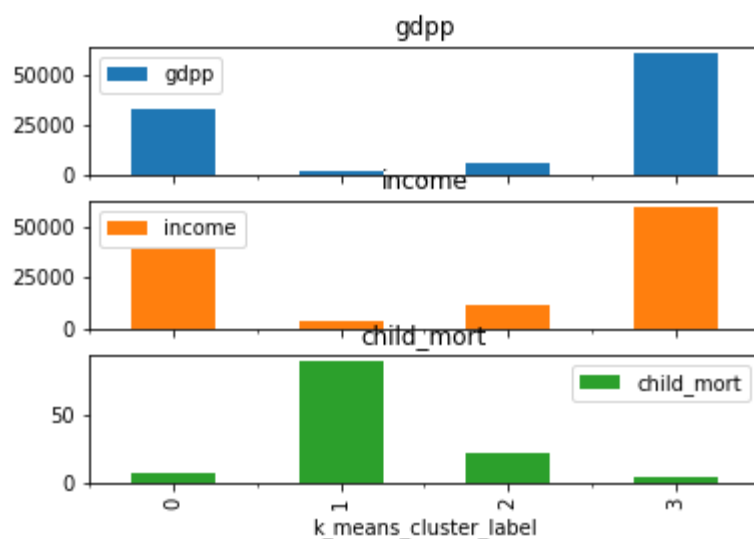 gdpp
50000
25000
0
gdpp
income
50000
25000
0
income
child_mort
50
0
child_mort
0
1
2
3
k_means_cluster_label